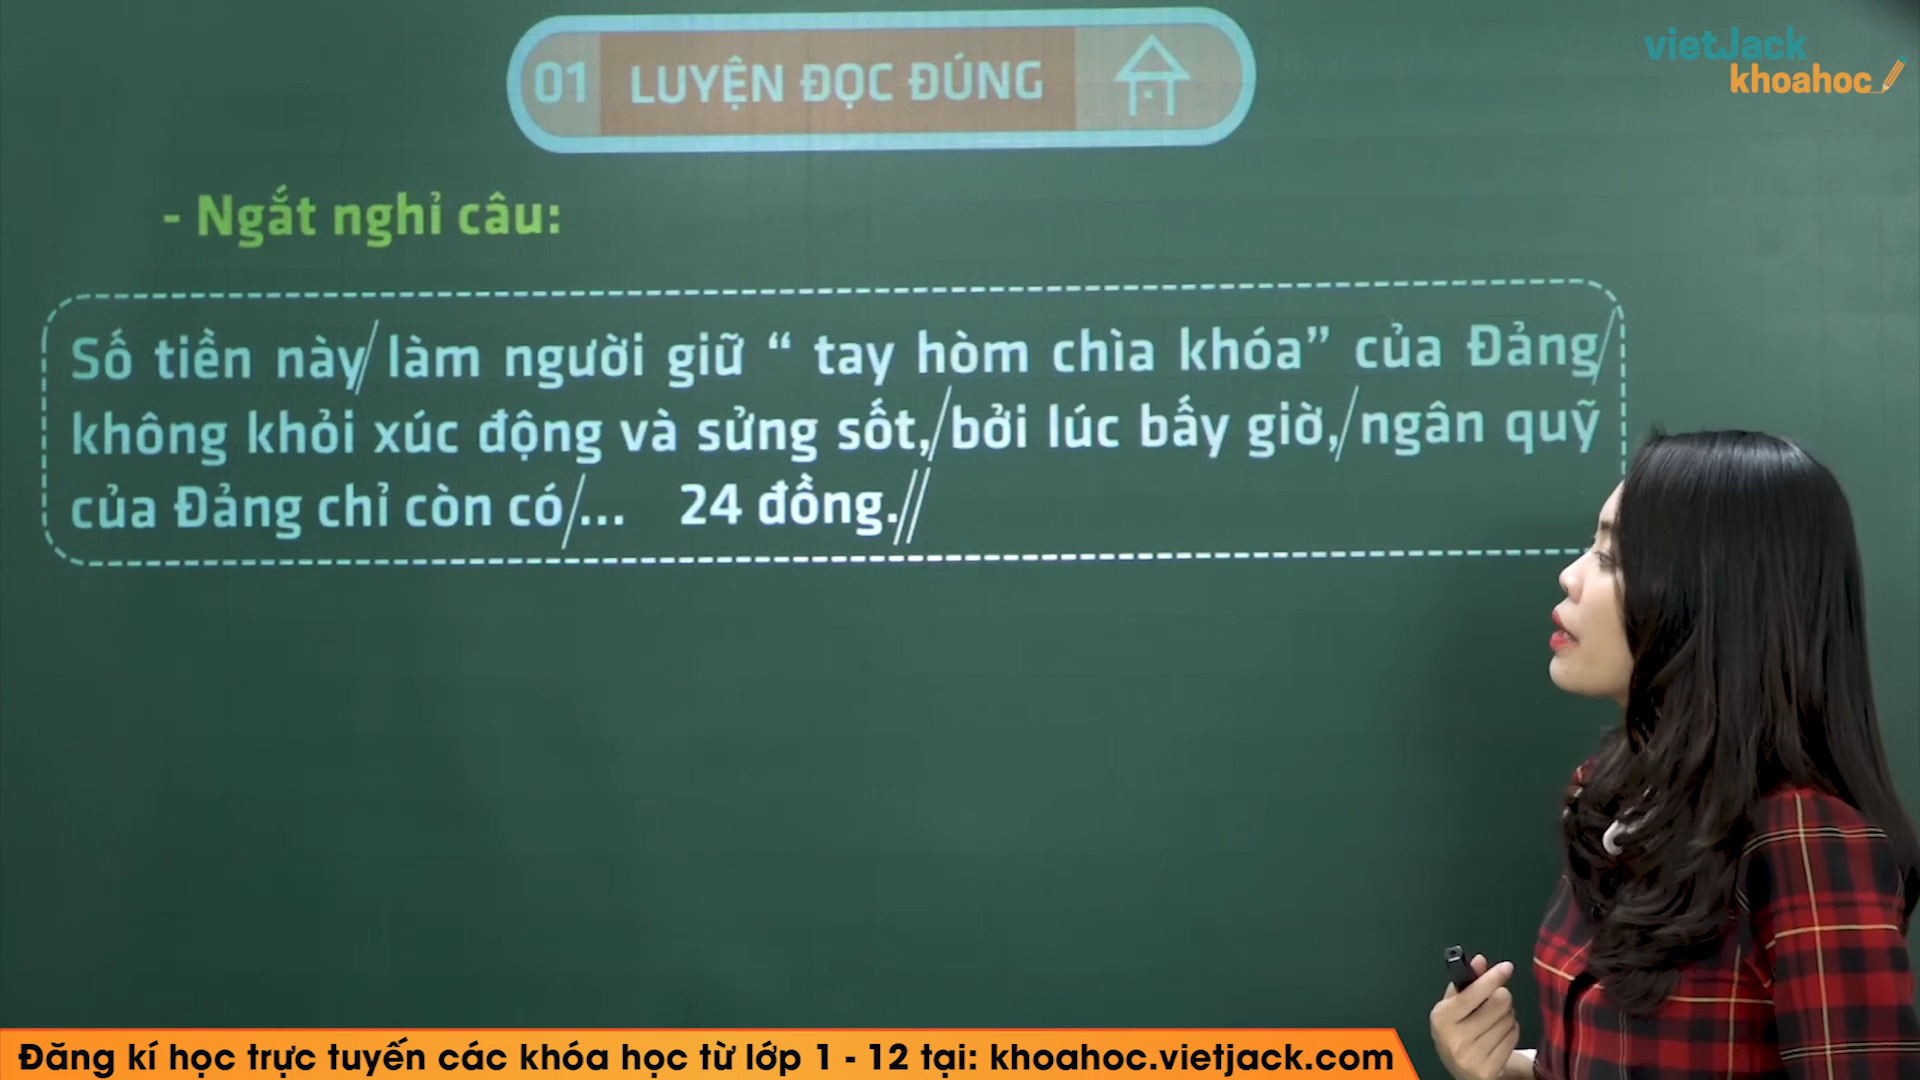 vietJack
khoahoc
01 LUYỆN ĐỌC ĐÚNG
- Ngắt nghỉ câu:
Số tiền này/ làm người giữ “ tay hòm chìa khóa” của Đảng/
không khỏi xúc động và sửng sốt,/ bởi lúc bấy giờ,/ ngân quỹ
của Đảng chỉ còn có/... 24 đồng.//
Đăng kí học trực tuyến các khóa học từ lớp 1 - 12 tại: khoahoc.vietjack.com